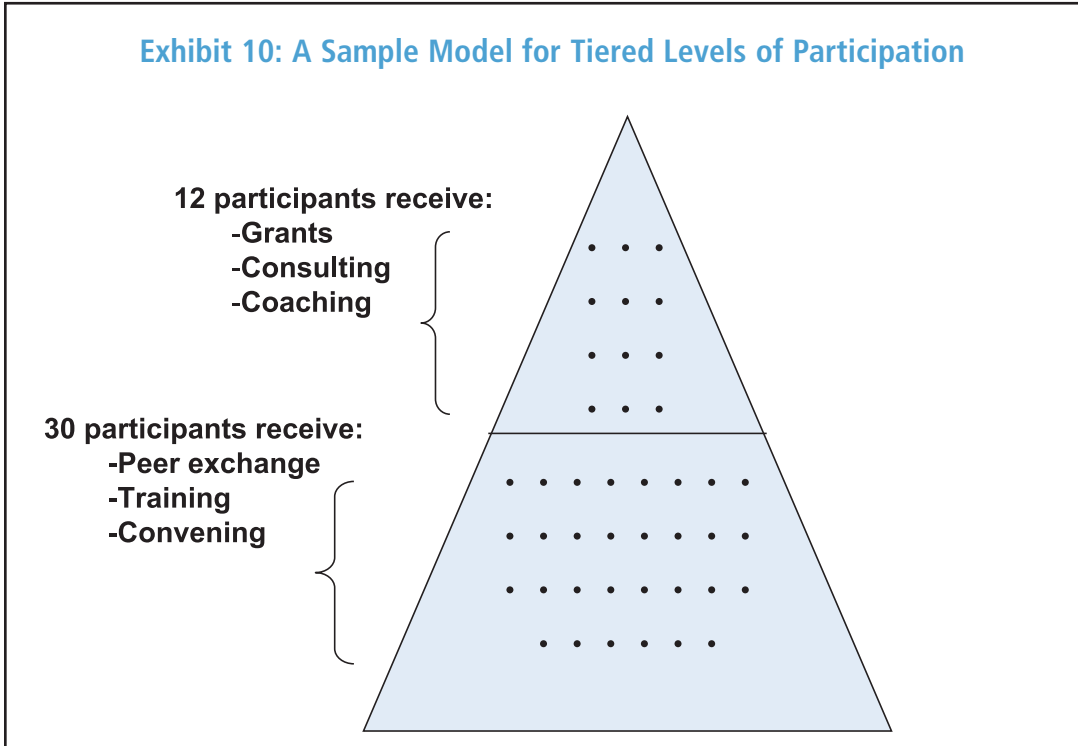 Exhibit 10: A Sample Model for Tiered Levels of Participation
12 participants receive:
-Grants
-Consulting
-Coaching
30 participants receive:
-Peer exchange
-Training
-Convening